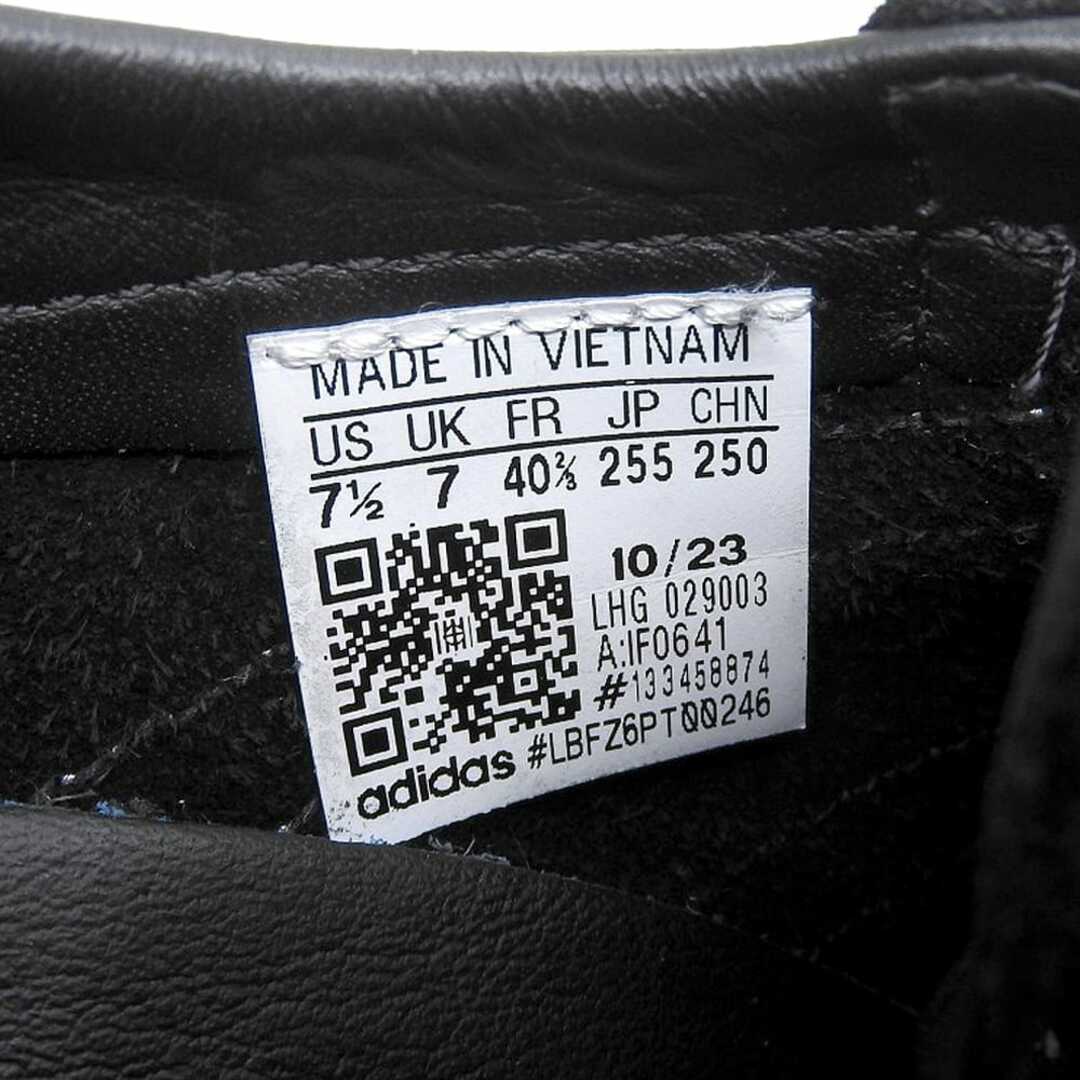 MADE IN VIETNAM
US UK FR JP CHN
7½ 7 40⅔ 255 250
10/23
LHG 029003
A:IF0641
#133458874
adidas #LBFZ6PT00246